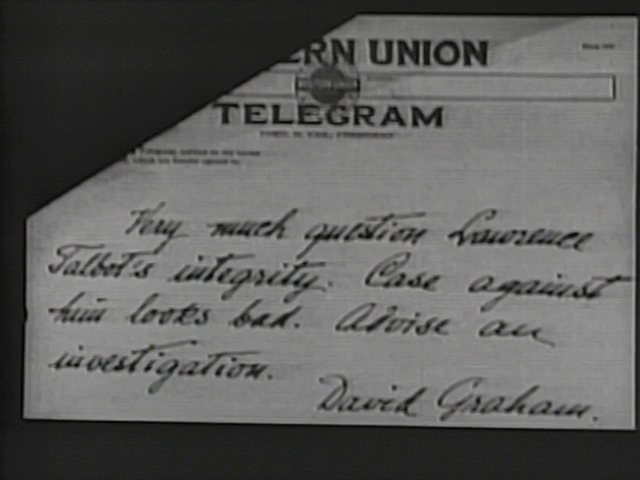 ERN UNION
TELEGRAM
Very much question Lawrence
Talbot's integrity. Case against
him looks bad. Advise an
investigation.
David Graham.